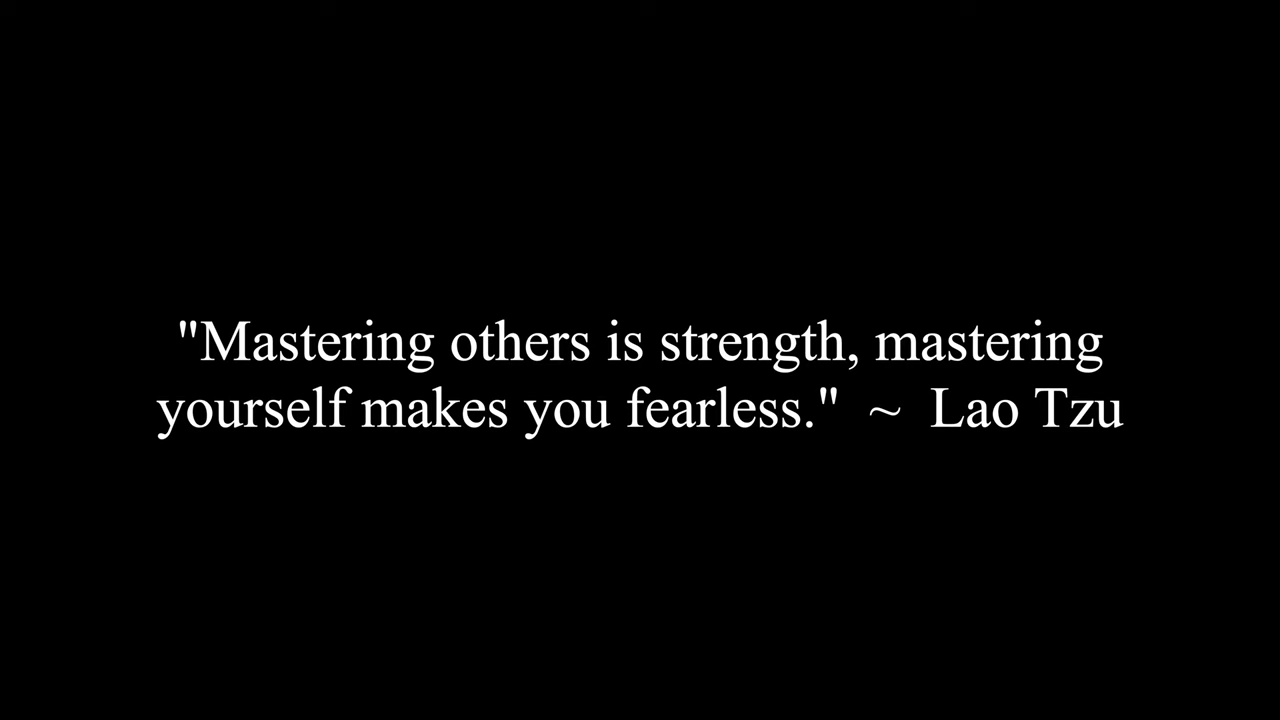 "Mastering others is strength, mastering
yourself makes you fearless."  ~  Lao Tzu